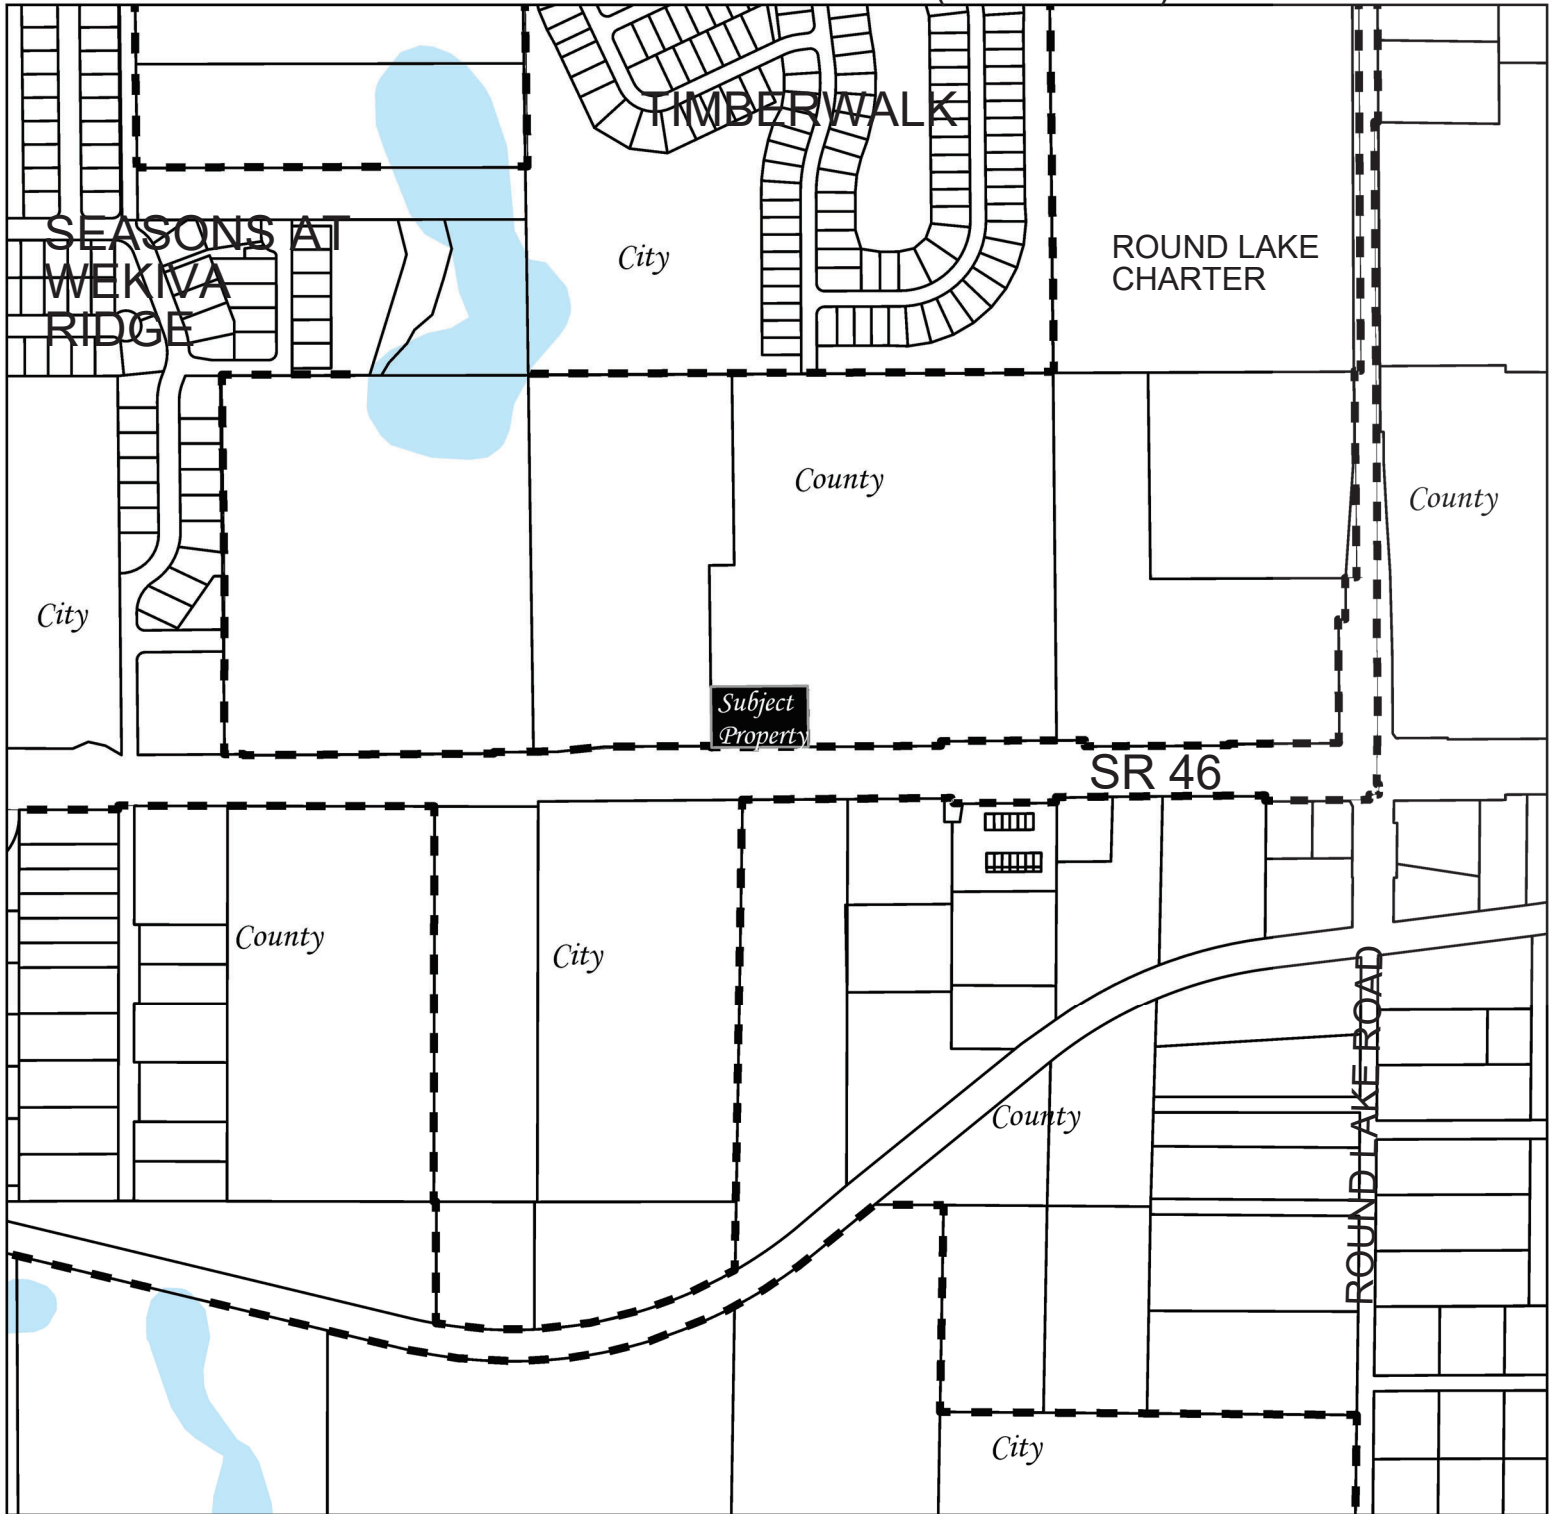 TIMBERWALK
SEASONS AT
WEKIVA
RIDGE
City
ROUND LAKE
CHARTER
County
County
City
Subject
Property
SR 46
County
City
County
ROUND LAKE ROAD
City